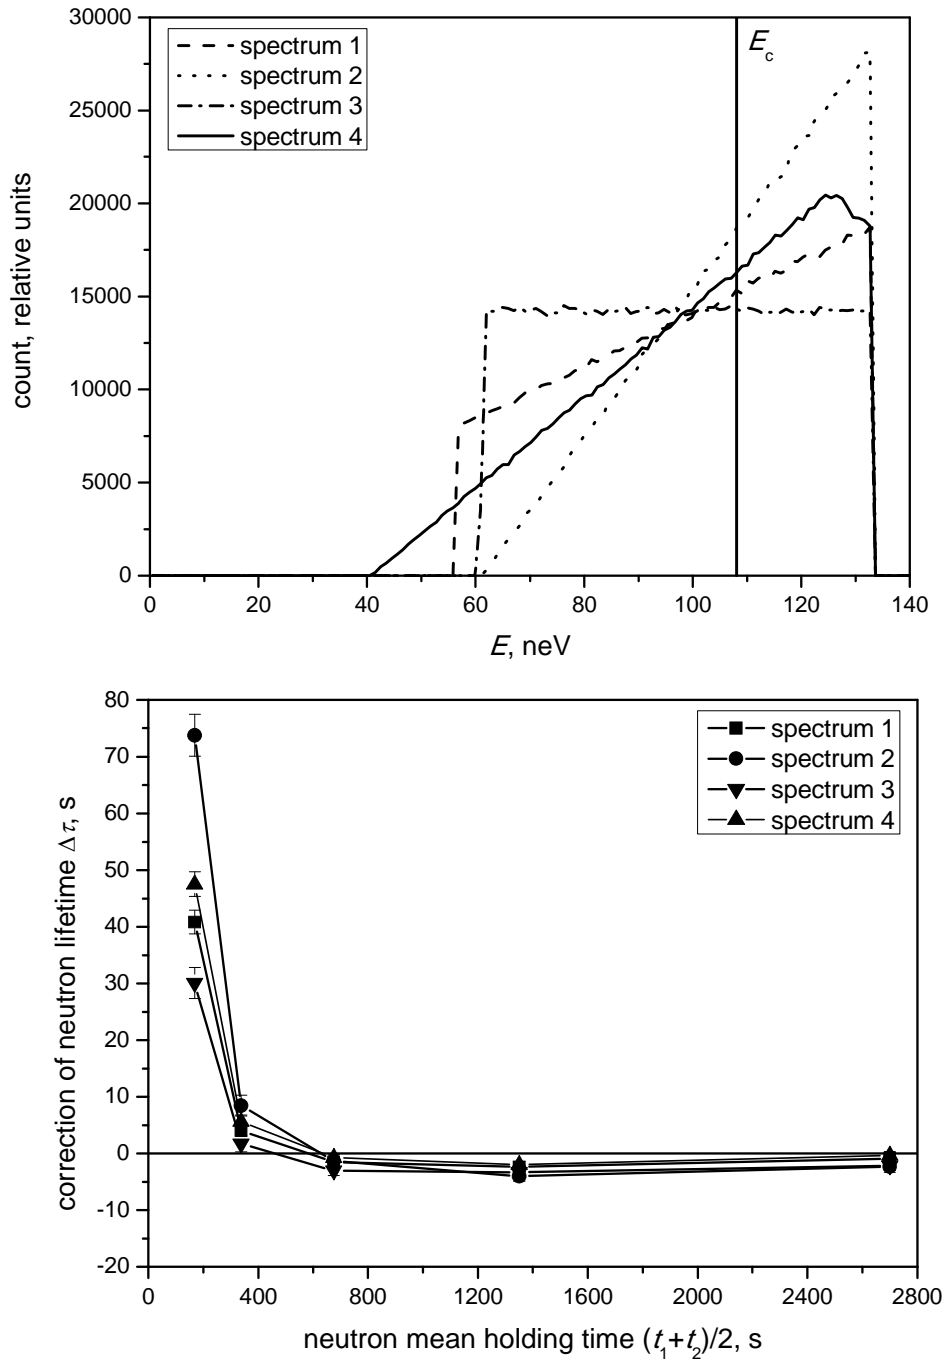 30000
25000
20000
15000
10000
5000
0
count, relative units
spectrum 1
spectrum 2
spectrum 3
spectrum 4
E_c
0 20 40 60 80 100 120 140
E, neV
80
70
60
50
40
30
20
10
0
-10
-20
correction of neutron lifetime Δτ, s
spectrum 1
spectrum 2
spectrum 3
spectrum 4
0 400 800 1200 1600 2000 2400 2800
neutron mean holding time (t₁+t₂)/2, s